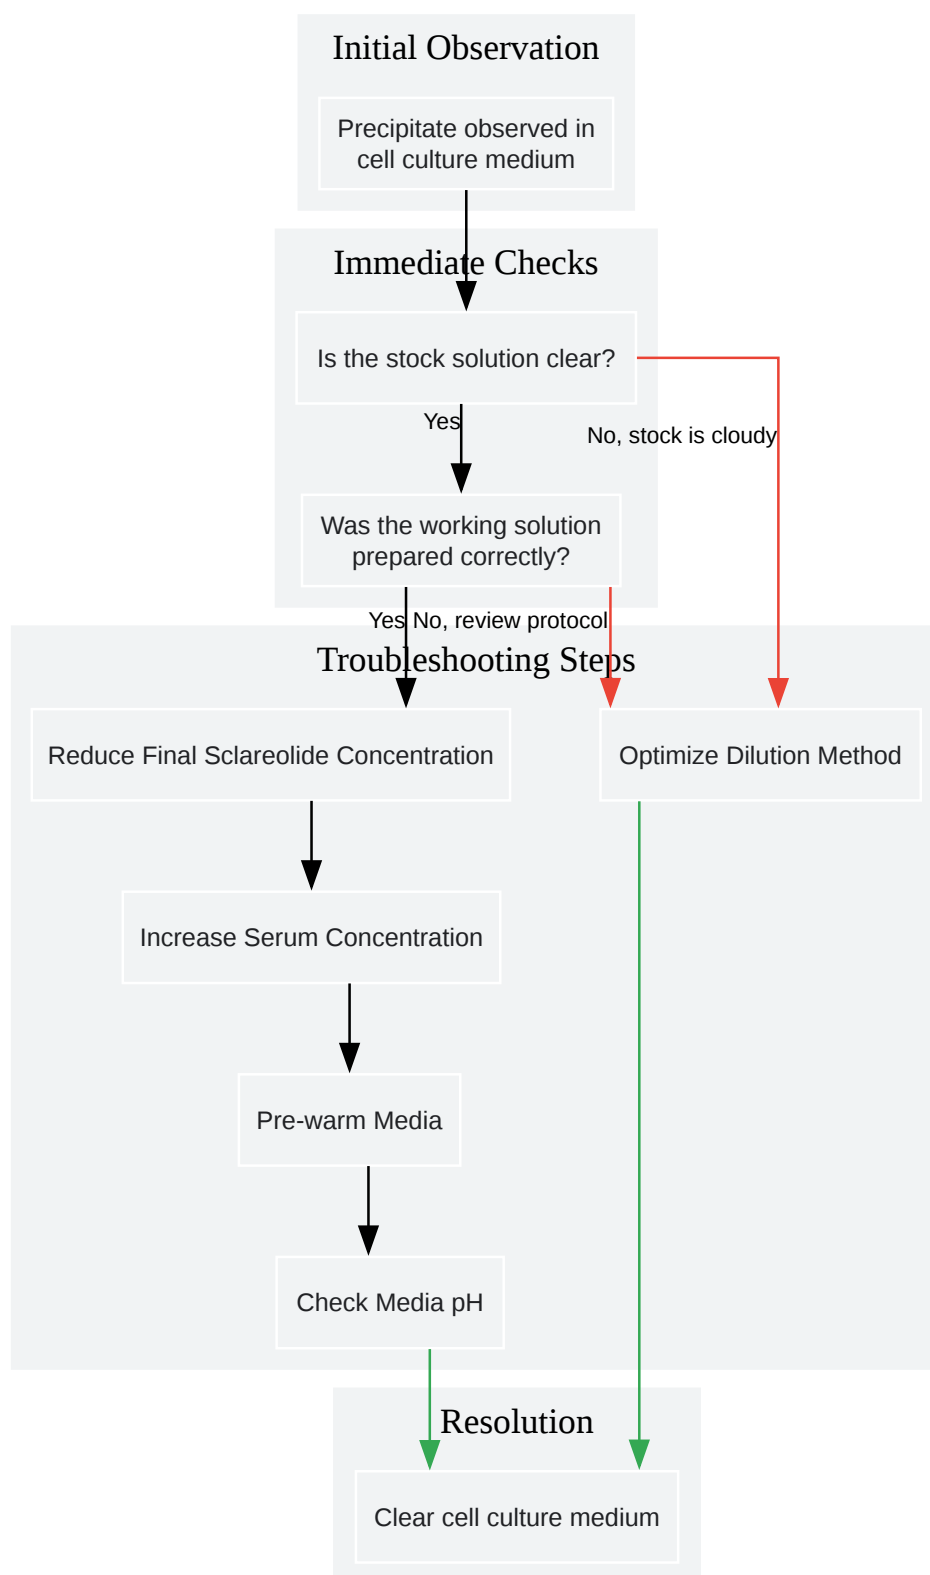 Initial Observation
Precipitate observed in
cell culture medium
Immediate Checks
Is the stock solution clear?
Yes
No, stock is cloudy
Was the working solution
prepared correctly?
Yes
No, review protocol
Troubleshooting Steps
Reduce Final Sclareolide Concentration
Optimize Dilution Method
Increase Serum Concentration
Pre-warm Media
Check Media pH
Resolution
Clear cell culture medium